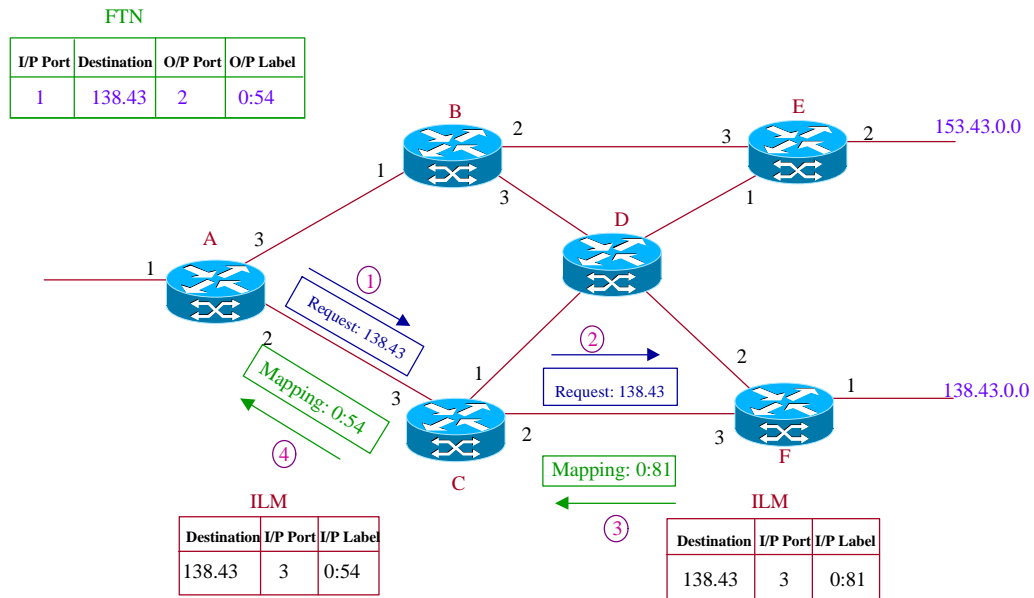 FTN
I/P Port Destination O/P Port O/P Label
1 138.43 2 0:54
B
E
2
3
2
153.43.0.0
1
3
1
A
3
D
1
1
Request: 138.43
2
2
2
1
Request: 138.43
1
138.43.0.0
Mapping: 0:54
3
2
3
F
4
C
Mapping: 0:81
3
ILM
Destination I/P Port I/P Label
138.43 3 0:54
ILM
Destination I/P Port I/P Label
138.43 3 0:81